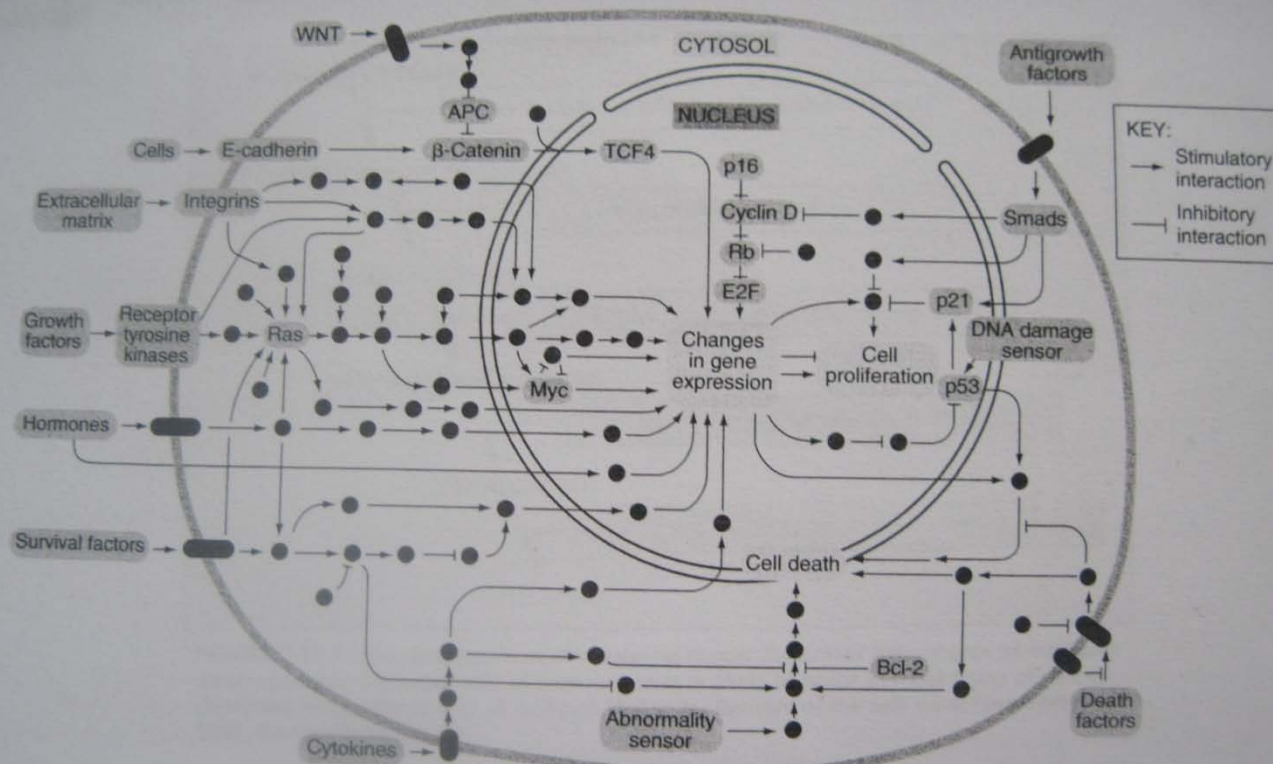 WNT
CYTOSOL
Antigrowth
factors
NUCLEUS
KEY:
Stimulatory
interaction
Inhibitory
interaction
APC
Cells
E-cadherin
β-Catenin
TCF4
p16
Extracellular
matrix
Integrins
Cyclin D
Smads
Rb
E2F
p21
Growth
factors
Receptor
tyrosine
kinases
Ras
Changes
in gene
expression
DNA damage
sensor
Cell
proliferation
Myc
p53
Hormones
Survival factors
Cell death
Bcl-2
Abnormality
sensor
Death
factors
Cytokines